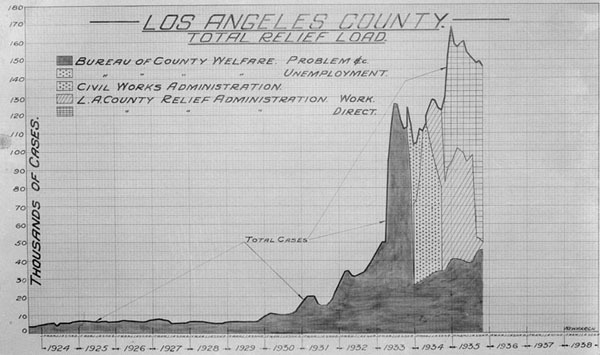 LOS ANGELES COUNTY.
TOTAL RELIEF LOAD.
BUREAU OF COUNTY WELFARE. PROBLEM &c.
" " " " UNEMPLOYMENT.
CIVIL WORKS ADMINISTRATION.
L.A. COUNTY RELIEF ADMINISTRATION. WORK.
" " " " DIRECT.
THOUSANDS OF CASES.
180
170
160
150
140
130
120
110
100
90
80
70
60
50
40
30
20
10
0
TOTAL CASES
1924 1925 1926 1927 1928 1929 1930 1931 1932 1933 1934 1935 1936 1937 1938